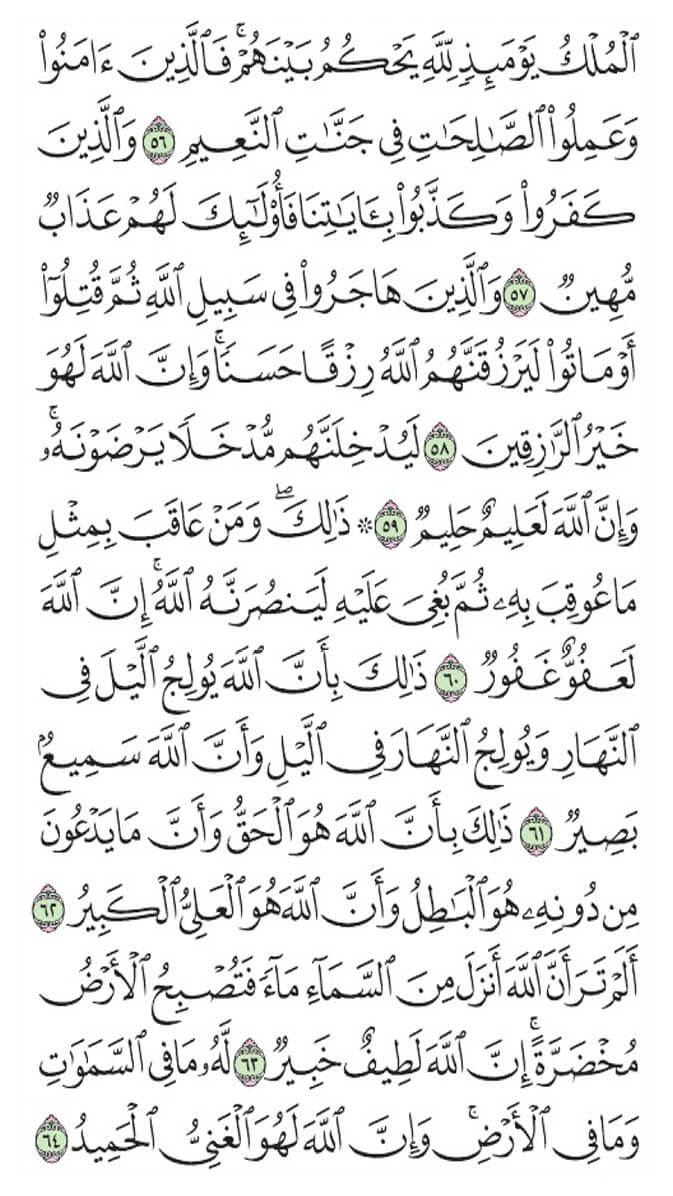 ٱلْمُلْكُ يَوْمَئِذٍ لِّلَّهِ يَحْكُمُ بَيْنَهُمْ ۚ فَٱلَّذِينَ ءَامَنُوا۟
وَعَمِلُوا۟ ٱلصَّـٰلِحَـٰتِ فِى جَنَّـٰتِ ٱلنَّعِيمِ ٥٦ وَٱلَّذِينَ
كَفَرُوا۟ وَكَذَّبُوا۟ بِـَٔايَـٰتِنَا فَأُو۟لَـٰٓئِكَ لَهُمْ عَذَابٌ
مُّهِينٌ ٥٧ وَٱلَّذِينَ هَاجَرُوا۟ فِى سَبِيلِ ٱللَّهِ ثُمَّ قُتِلُوٓا۟
أَوْ مَاتُوا۟ لَيَرْزُقَنَّهُمُ ٱللَّهُ رِزْقًا حَسَنًا ۚ وَإِنَّ ٱللَّهَ لَهُوَ
خَيْرُ ٱلرَّٰزِقِينَ ٥٨ لَيُدْخِلَنَّهُم مُّدْخَلًا يَرْضَوْنَهُۥ ۚ
وَإِنَّ ٱللَّهَ لَعَلِيمٌ حَلِيمٌ ٥٩ ۞ ذَٰلِكَ ۖ وَمَنْ عَاقَبَ بِمِثْلِ
مَا عُوقِبَ بِهِۦ ثُمَّ بُغِىَ عَلَيْهِ لَيَنصُرَنَّهُ ٱللَّهُ ۚ إِنَّ ٱللَّهَ
لَعَفُوٌّ غَفُورٌ ٦٠ ذَٰلِكَ بِأَنَّ ٱللَّهَ يُولِجُ ٱلَّيْلَ فِى
ٱلنَّهَارِ وَيُولِجُ ٱلنَّهَارَ فِى ٱلَّيْلِ وَأَنَّ ٱللَّهَ سَمِيعٌۢ
بَصِيرٌ ٦١ ذَٰلِكَ بِأَنَّ ٱللَّهَ هُوَ ٱلْحَقُّ وَأَنَّ مَا يَدْعُونَ
مِن دُونِهِۦ هُوَ ٱلْبَـٰطِلُ وَأَنَّ ٱللَّهَ هُوَ ٱلْعَلِىُّ ٱلْكَبِيرُ ٦٢
أَلَمْ تَرَ أَنَّ ٱللَّهَ أَنزَلَ مِنَ ٱلسَّمَآءِ مَآءً فَتُصْبِحُ ٱلْأَرْضُ
مُخْضَرَّةً ۗ إِنَّ ٱللَّهَ لَطِيفٌ خَبِيرٌ ٦٣ لَّهُۥ مَا فِى ٱلسَّمَـٰوَٰتِ
وَمَا فِى ٱلْأَرْضِ ۗ وَإِنَّ ٱللَّهَ لَهُوَ ٱلْغَنِىُّ ٱلْحَمِيدُ ٦٤